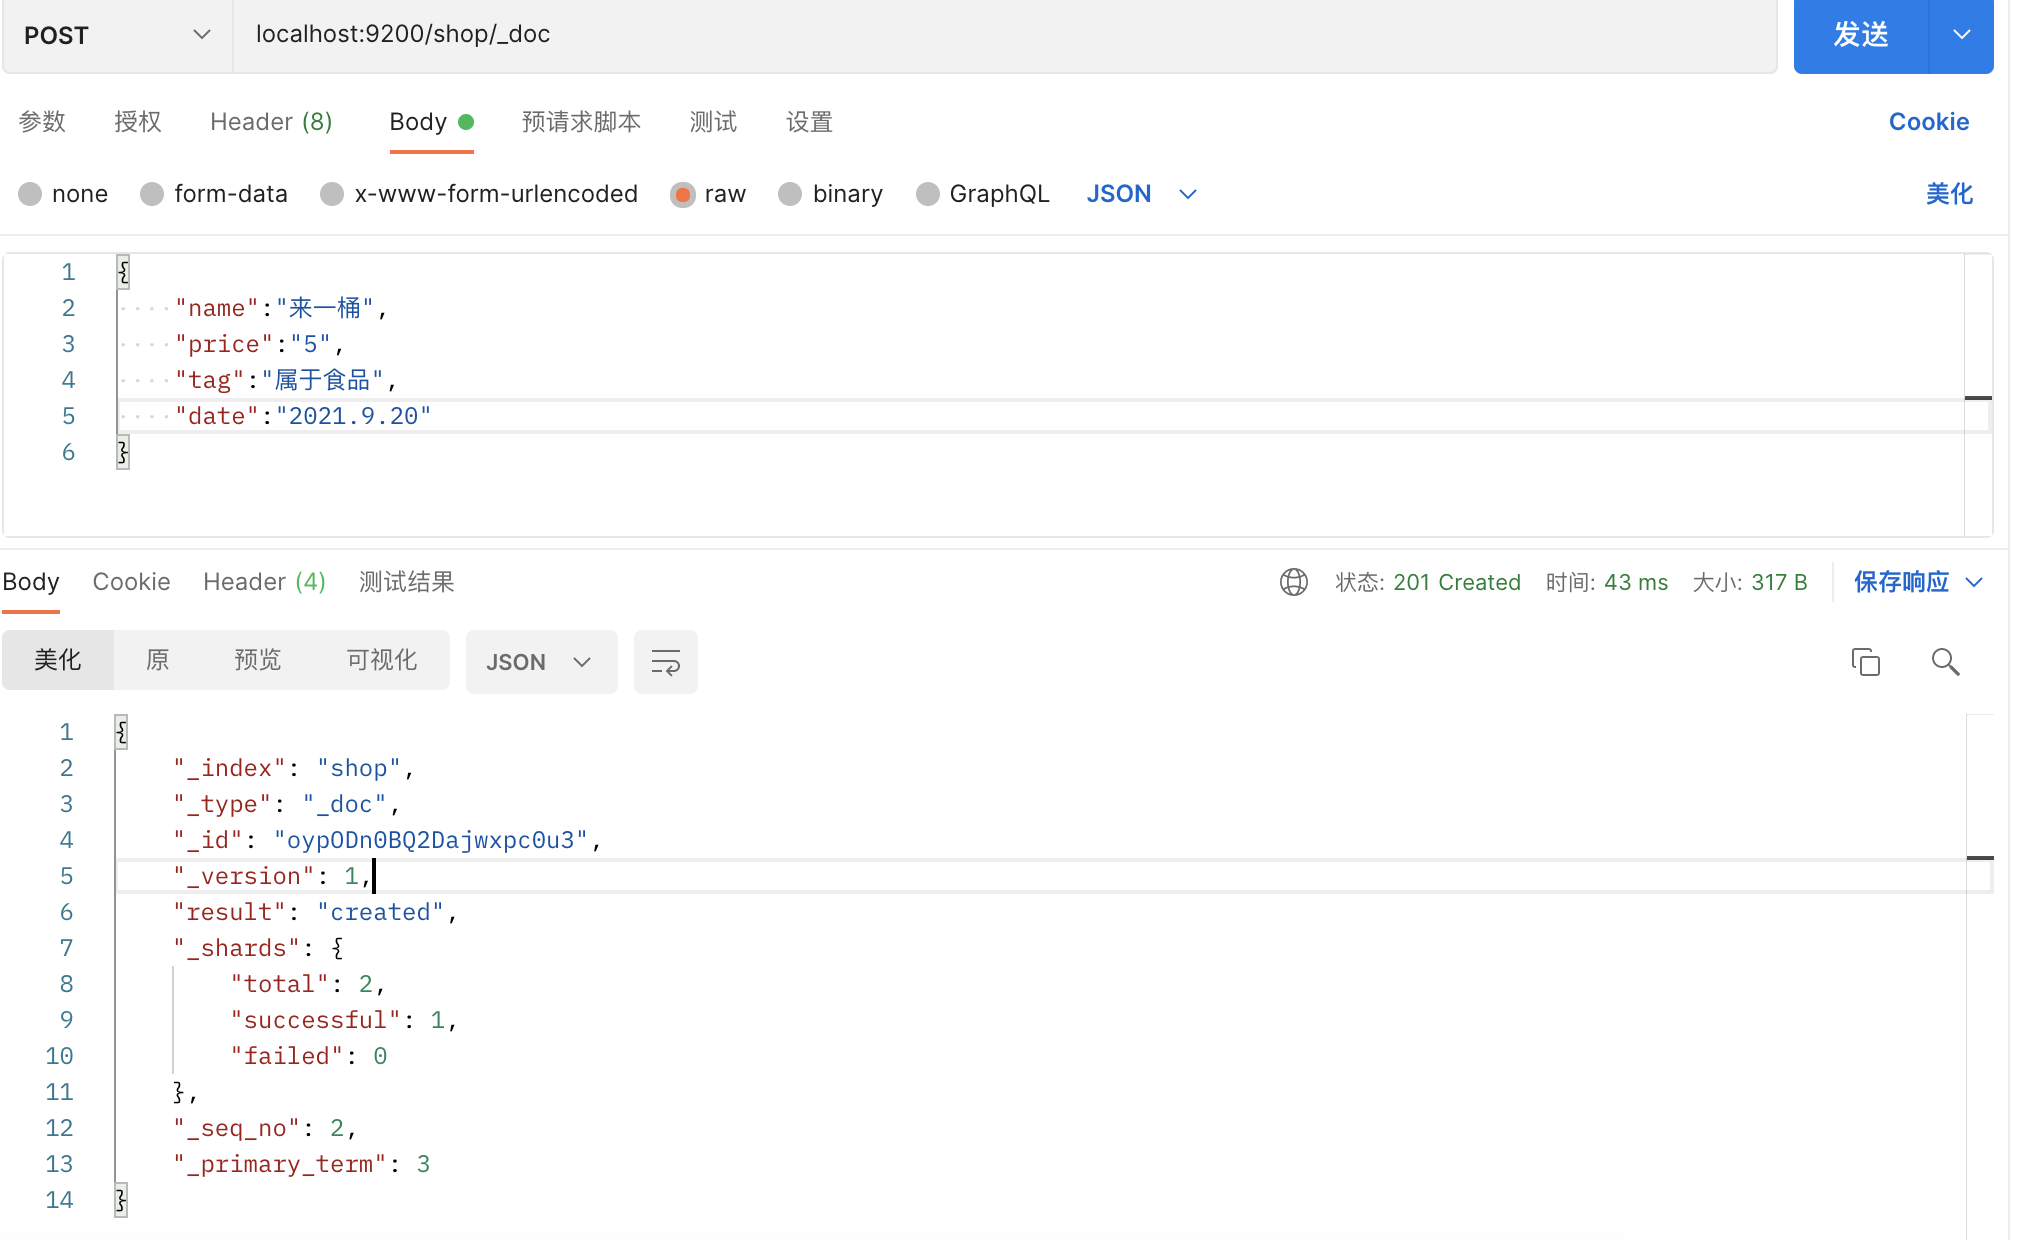 POST localhost:9200/shop/_doc 发送
参数 授权 Header (8) Body 预请求脚本 测试 设置 Cookie
none form-data x-www-form-urlencoded raw binary GraphQL JSON 美化
1 {
2 "name":"来一桶",
3 "price":"5",
4 "tag":"属于食品",
5 "date":"2021.9.20"
6 }
Body Cookie Header (4) 测试结果 状态: 201 Created 时间: 43 ms 大小: 317 B 保存响应
美化 原 预览 可视化 JSON
1 {
2 "_index": "shop",
3 "_type": "_doc",
4 "_id": "oypODn0BQ2Dajwxpc0u3",
5 "_version": 1,
6 "result": "created",
7 "_shards": {
8 "total": 2,
9 "successful": 1,
10 "failed": 0
11 },
12 "_seq_no": 2,
13 "_primary_term": 3
14 }